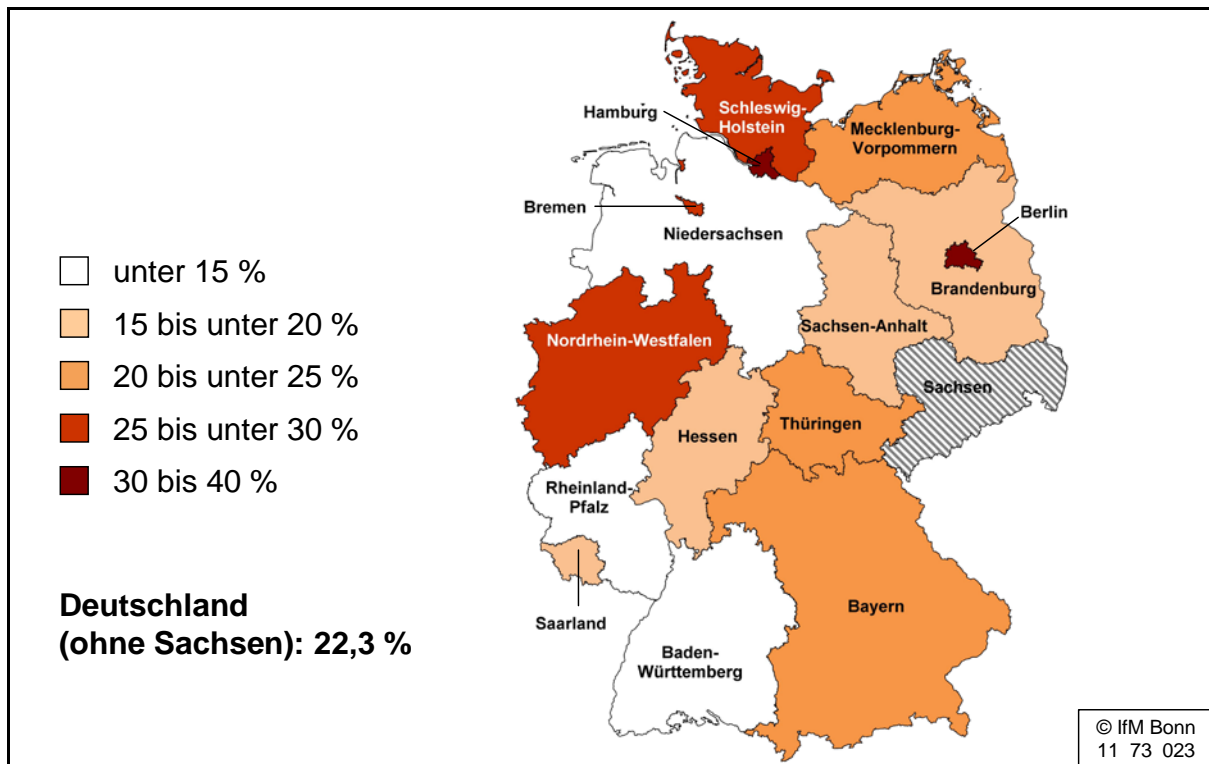 unter 15 %
15 bis unter 20 %
20 bis unter 25 %
25 bis unter 30 %
30 bis 40 %
Deutschland
(ohne Sachsen): 22,3 %
Hamburg
Schleswig-
Holstein
Mecklenburg-
Vorpommern
Bremen
Niedersachsen
Berlin
Brandenburg
Sachsen-Anhalt
Nordrhein-Westfalen
Sachsen
Hessen
Thüringen
Rheinland-
Pfalz
Saarland
Bayern
Baden-
Württemberg
© IfM Bonn
11 73 023